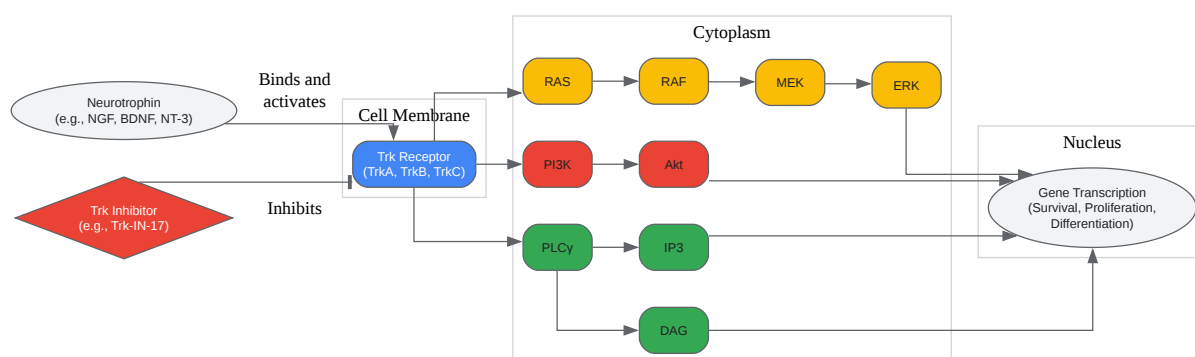 Cytoplasm
Binds and
activates
RAS
RAF
MEK
ERK
Neurotrophin
(e.g., NGF, BDNF, NT-3)
Cell Membrane
Trk Receptor
(TrkA, TrkB, TrkC)
PI3K
Akt
Nucleus
Gene Transcription
(Survival, Proliferation,
Differentiation)
Trk Inhibitor
(e.g., Trk-IN-17)
Inhibits
PLCγ
IP3
DAG